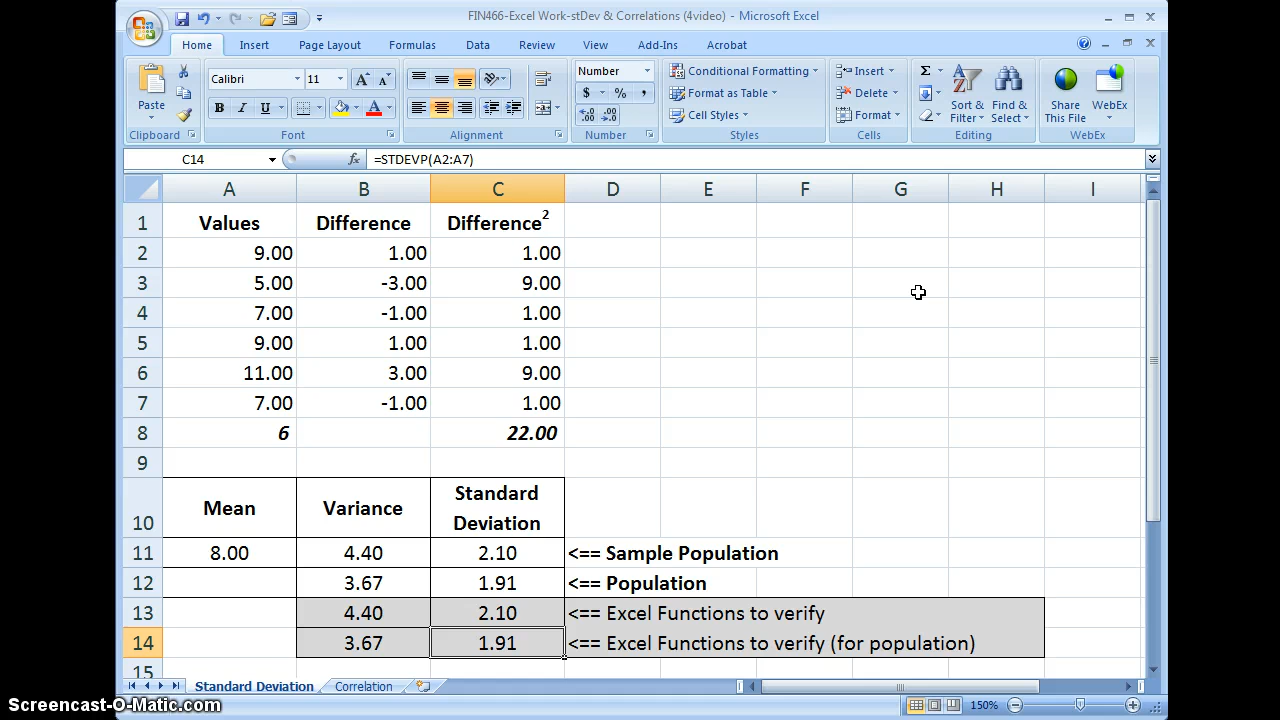 FIN466-Excel Work-stDev & Correlations (4video) - Microsoft Excel
Home Insert Page Layout Formulas Data Review View Add-Ins Acrobat
Paste
Calibri 11
B I U A
Number
$ % ,
Conditional Formatting
Format as Table
Cell Styles
Insert
Delete
Format
Σ
Sort & Filter
Find & Select
Share This File
WebEx
Clipboard Font Alignment Number Styles Cells Editing WebEx
C14 fx =STDEVP(A2:A7)
A B C D E F G H I
1 Values Difference Difference²
2 9.00 1.00 1.00
3 5.00 -3.00 9.00
4 7.00 -1.00 1.00
5 9.00 1.00 1.00
6 11.00 3.00 9.00
7 7.00 -1.00 1.00
8 6 22.00
9
10 Mean Variance Standard Deviation
11 8.00 4.40 2.10 <== Sample Population
12 3.67 1.91 <== Population
13 4.40 2.10 <== Excel Functions to verify
14 3.67 1.91 <== Excel Functions to verify (for population)
15
Standard Deviation Correlation
150%
Screencast-O-Matic.com